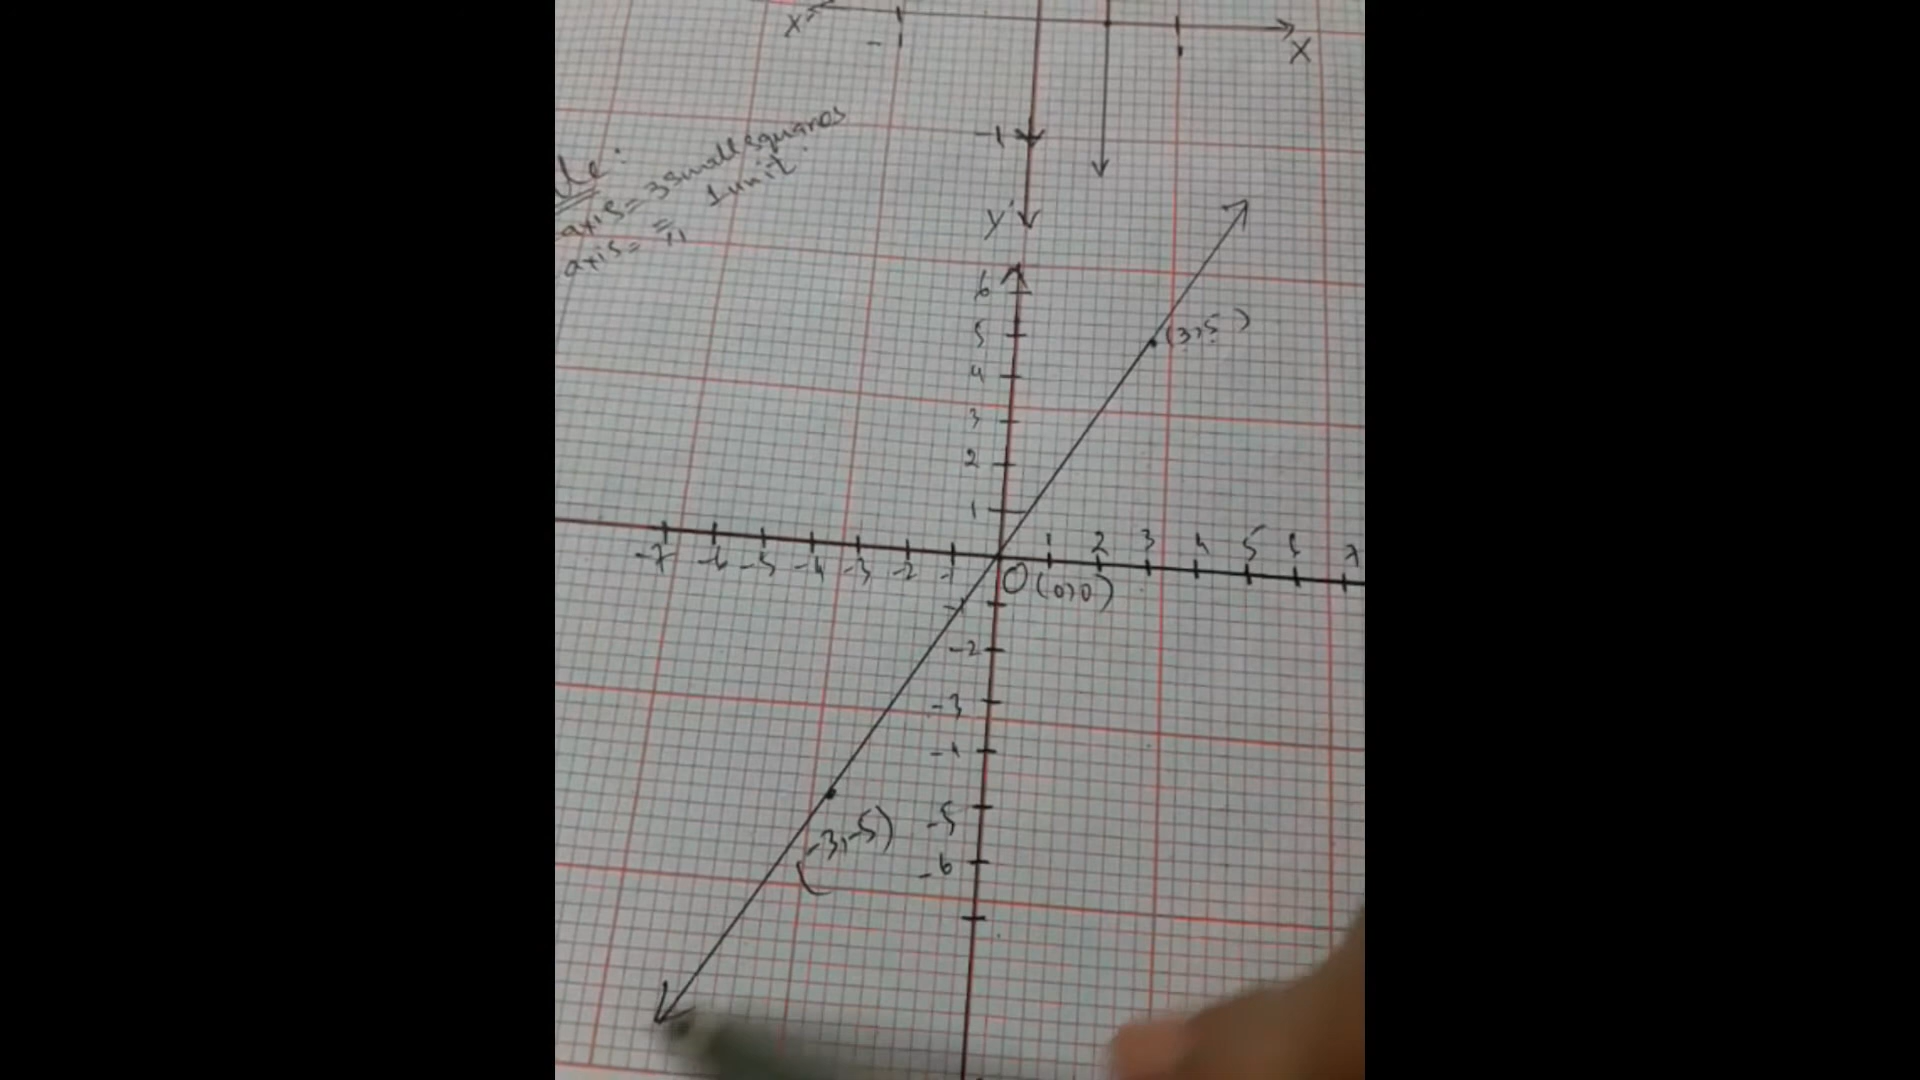 X
X
-1
-1
y'
axis = 3 small squares
axis = = 1 unit.
6
5
(3,5)
4
3
2
1
-7 -6 -5 -4 -3 -2 -1
1 2 3 4 5 6 7
O(0,0)
-1
-2
-3
-4
-5
(-3,-5)
-6